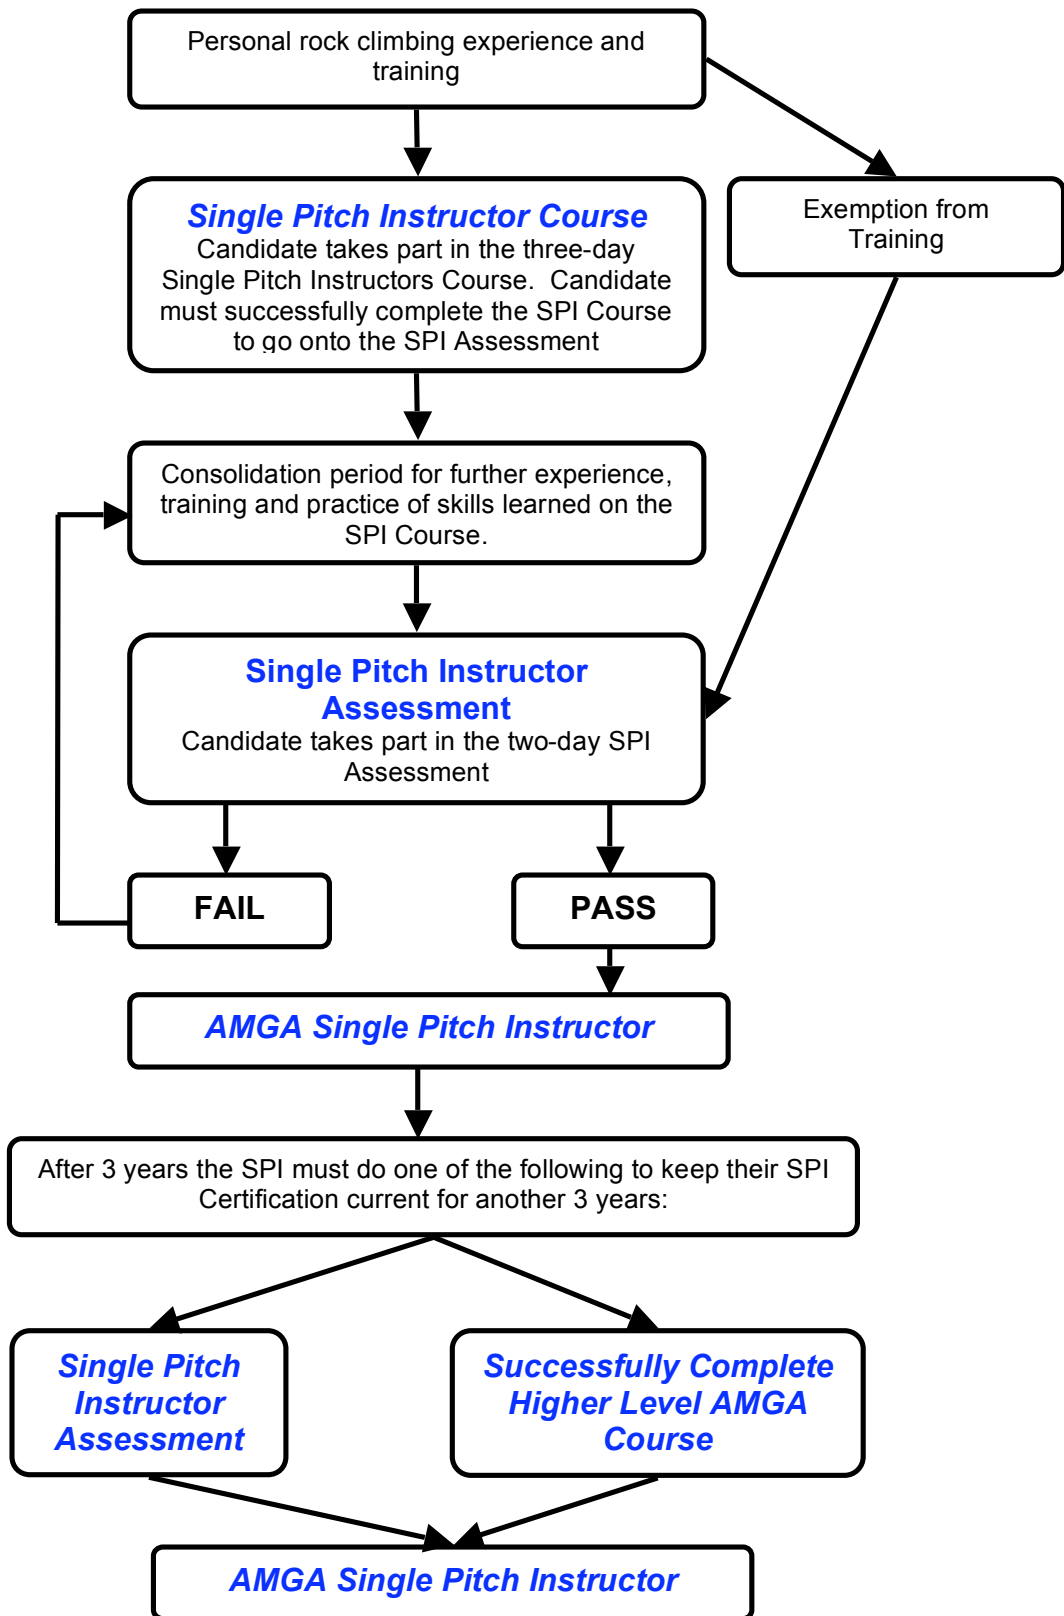 Personal rock climbing experience and
training
Single Pitch Instructor Course
Candidate takes part in the three-day
Single Pitch Instructors Course.  Candidate
must successfully complete the SPI Course
to go onto the SPI Assessment
Exemption from
Training
Consolidation period for further experience,
training and practice of skills learned on the
SPI Course.
Single Pitch Instructor
Assessment
Candidate takes part in the two-day SPI
Assessment
FAIL
PASS
AMGA Single Pitch Instructor
After 3 years the SPI must do one of the following to keep their SPI
Certification current for another 3 years:
Single Pitch
Instructor
Assessment
Successfully Complete
Higher Level AMGA
Course
AMGA Single Pitch Instructor